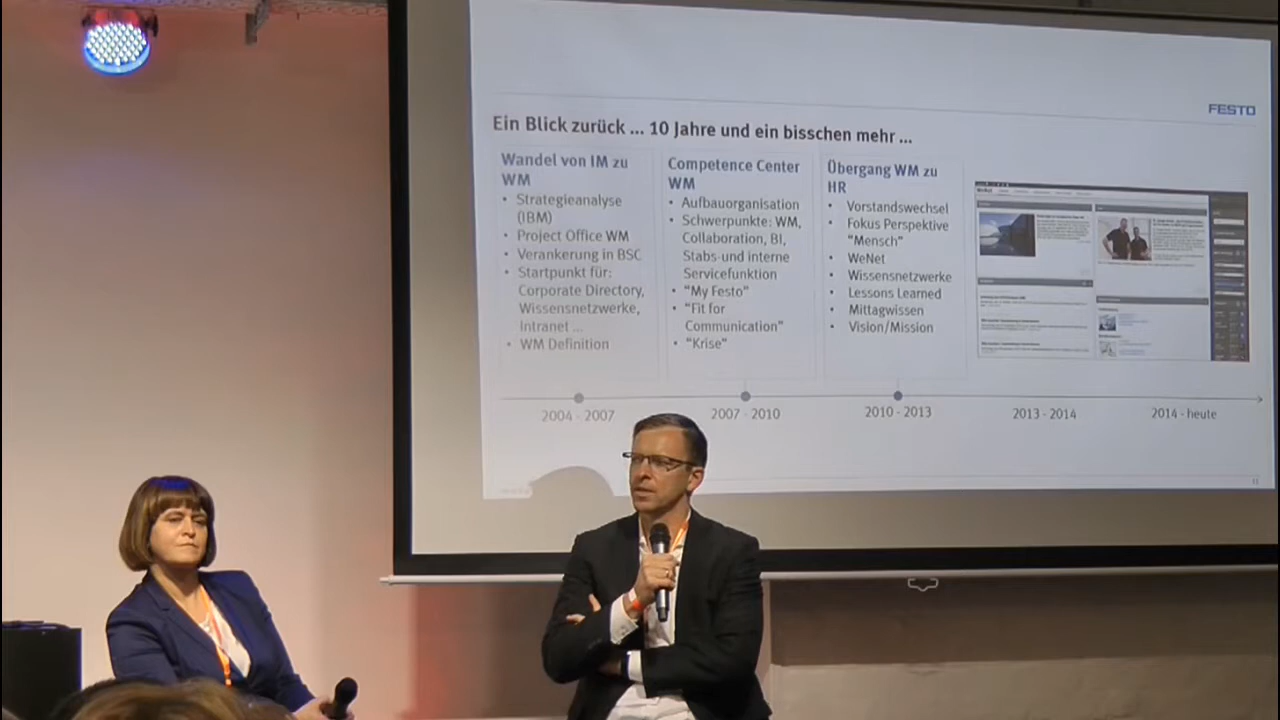 FESTO
Ein Blick zurück ... 10 Jahre und ein bisschen mehr ...
Wandel von IM zu
WM
• Strategieanalyse
(IBM)
• Project Office WM
• Verankerung in BSC
• Startpunkt für:
Corporate Directory,
Wissensnetzwerke,
Intranet ...
• WM Definition
Competence Center
WM
• Aufbauorganisation
• Schwerpunkte: WM,
Collaboration, BI,
Stabs-und interne
Servicefunktion
• "My Festo"
• "Fit for
Communication"
• "Krise"
Übergang WM zu
HR
• Vorstandswechsel
• Fokus Perspektive
"Mensch"
• WeNet
• Wissensnetzwerke
• Lessons Learned
• Mittagwissen
• Vision/Mission
2004 - 2007
2007 - 2010
2010 - 2013
2013 - 2014
2014 - heute